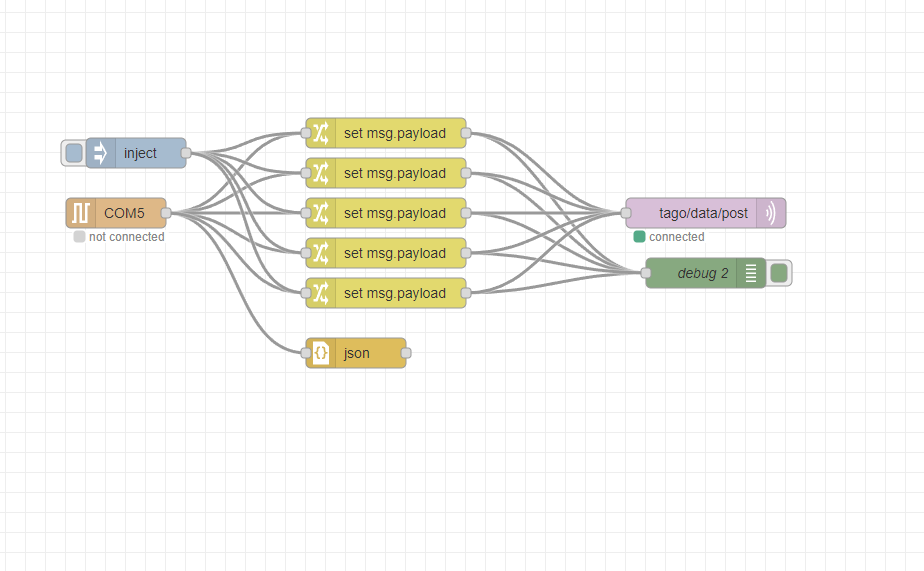 inject
COM5
not connected
set msg.payload
set msg.payload
set msg.payload
set msg.payload
set msg.payload
json
tago/data/post
connected
debug 2